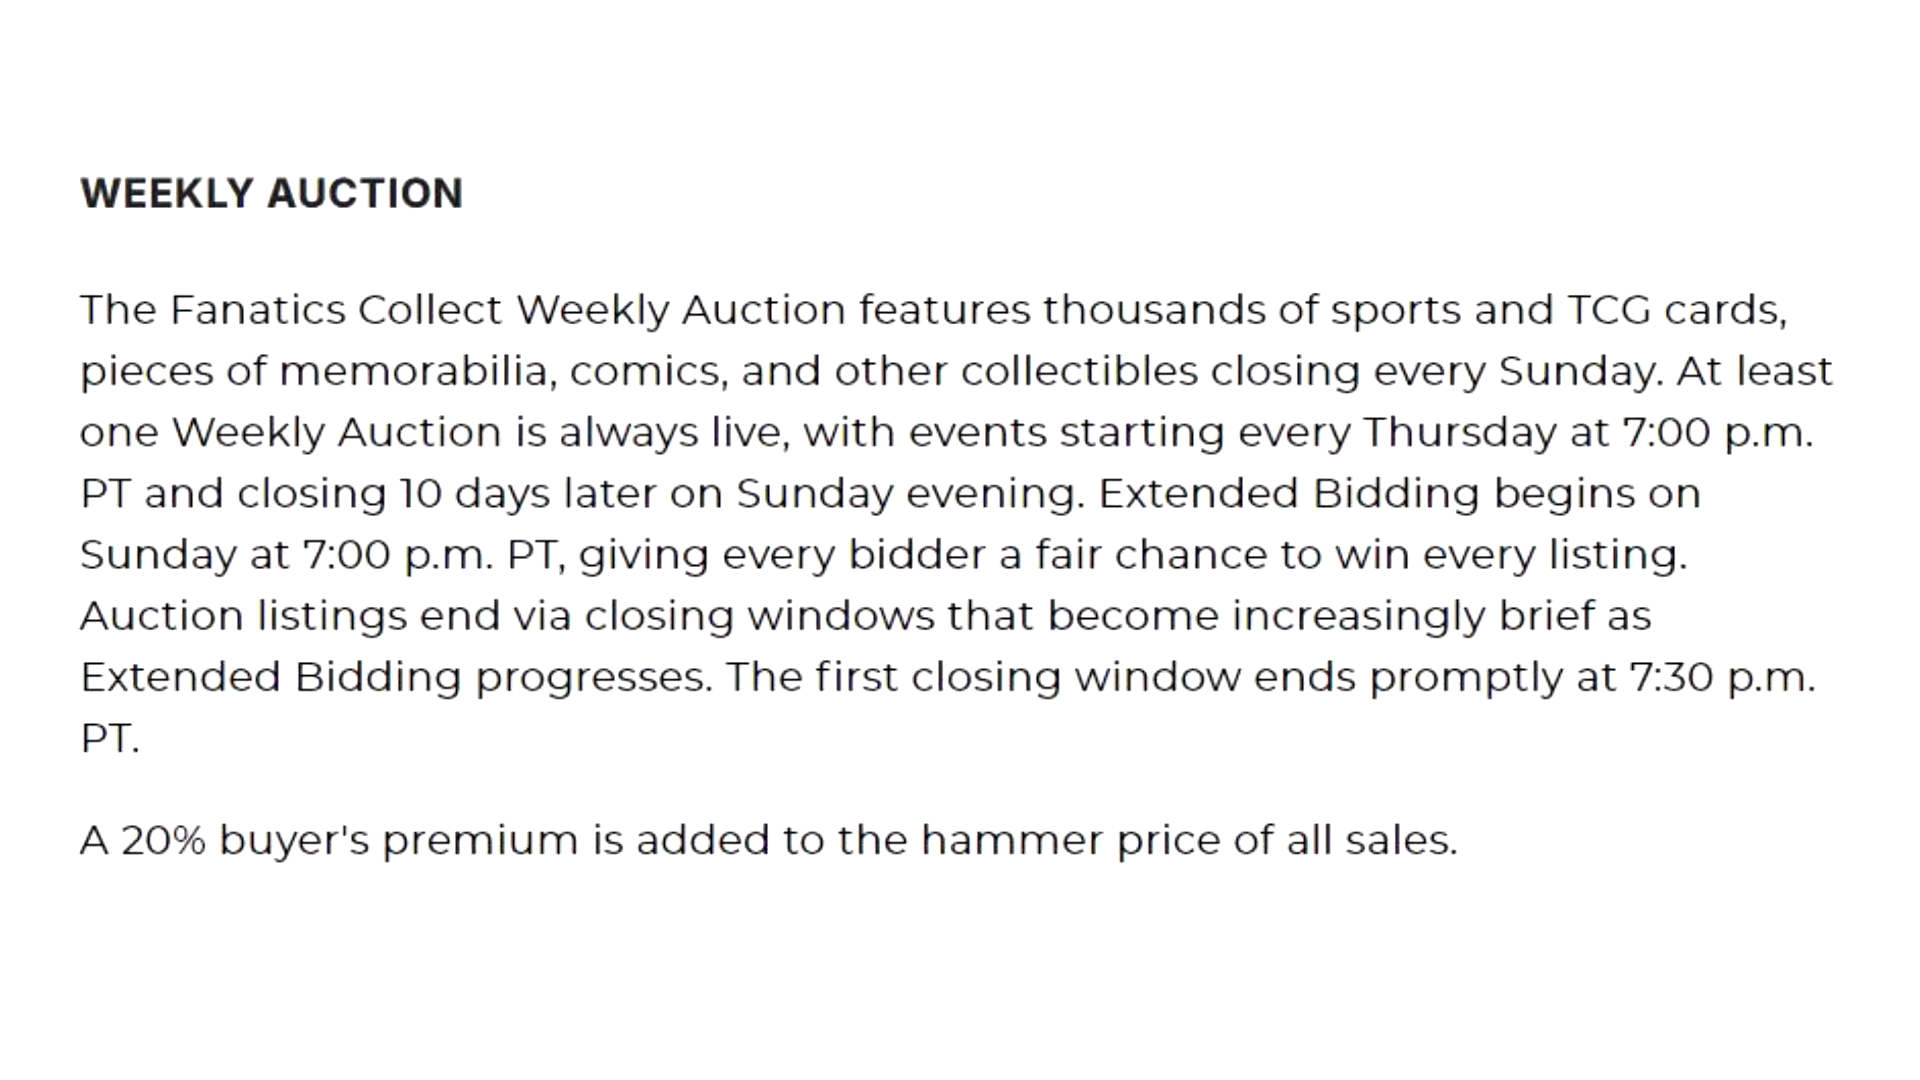 WEEKLY AUCTION
The Fanatics Collect Weekly Auction features thousands of sports and TCG cards,
pieces of memorabilia, comics, and other collectibles closing every Sunday. At least
one Weekly Auction is always live, with events starting every Thursday at 7:00 p.m.
PT and closing 10 days later on Sunday evening. Extended Bidding begins on
Sunday at 7:00 p.m. PT, giving every bidder a fair chance to win every listing.
Auction listings end via closing windows that become increasingly brief as
Extended Bidding progresses. The first closing window ends promptly at 7:30 p.m.
PT.
A 20% buyer's premium is added to the hammer price of all sales.